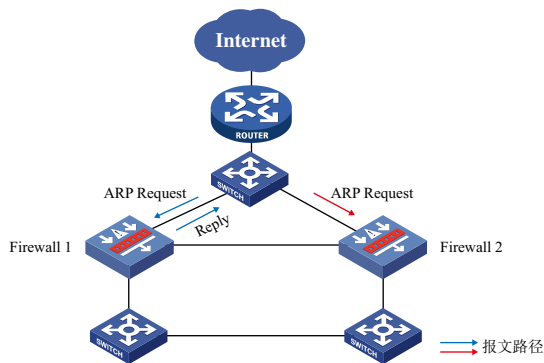 Internet
ROUTER
SWITCH
ARP Request
ARP Request
Reply
Firewall 1
Firewall 2
SWITCH
SWITCH
报文路径